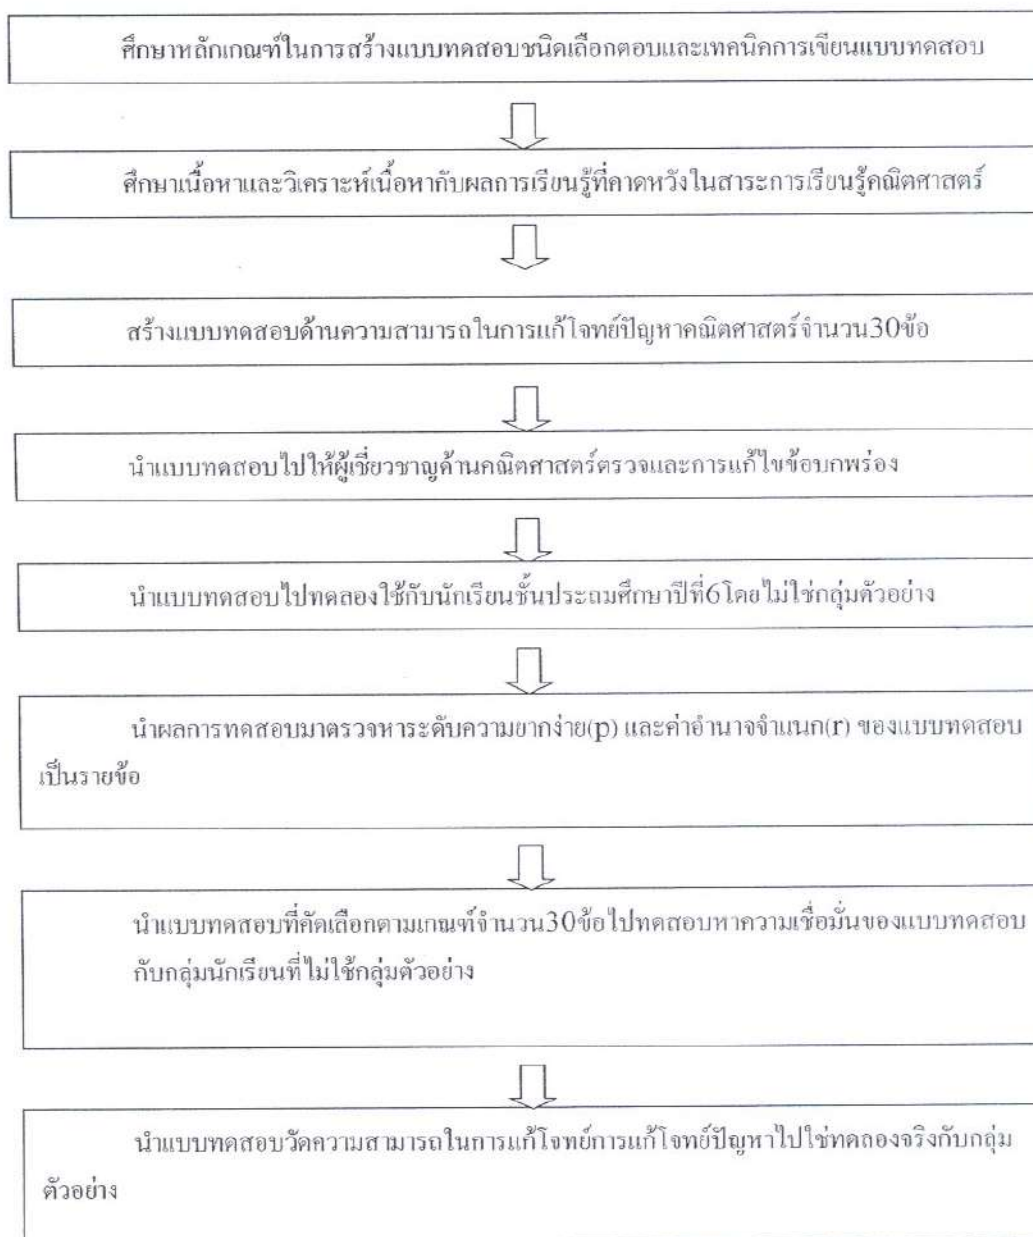 ศึกษาหลักเกณฑ์ในการสร้างแบบทดสอบชนิดเลือกตอบและเทคนิคการเขียนแบบทดสอบ
ศึกษาเนื้อหาและวิเคราะห์เนื้อหากับผลการเรียนรู้ที่คาดหวังในสาระการเรียนรู้คณิตศาสตร์
สร้างแบบทดสอบด้านความสามารถในการแก้โจทย์ปัญหาคณิตศาสตร์จำนวน30ข้อ
นำแบบทดสอบไปให้ผู้เชี่ยวชาญด้านคณิตศาสตร์ตรวจและการแก้ไขข้อบกพร่อง
นำแบบทดสอบไปทดลองใช้กับนักเรียนชั้นประถมศึกษาปีที่6โดยไม่ใช่กลุ่มตัวอย่าง
นำผลการทดสอบมาตรวจหาระดับความยากง่าย(p) และค่าอำนาจจำแนก(r) ของแบบทดสอบ
เป็นรายข้อ
นำแบบทดสอบที่คัดเลือกตามเกณฑ์จำนวน30ข้อไปทดสอบหาความเชื่อมั่นของแบบทดสอบ
กับกลุ่มนักเรียนที่ไม่ใช้กลุ่มตัวอย่าง
นำแบบทดสอบวัดความสามารถในการแก้โจทย์การแก้โจทย์ปัญหาไปใช่ทดลองจริงกับกลุ่ม
ตัวอย่าง